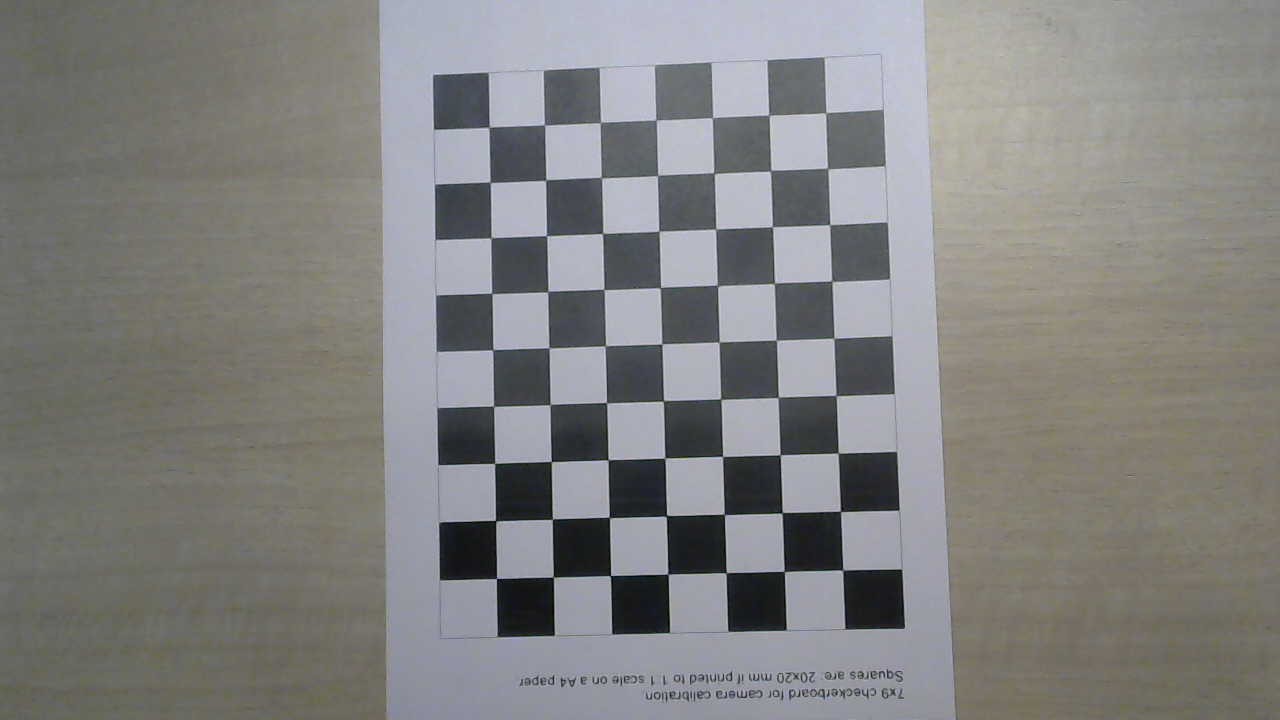 7x9 checkerboard for camera calibration
Squares are: 20x20 mm if printed to 1:1 scale on a A4 paper